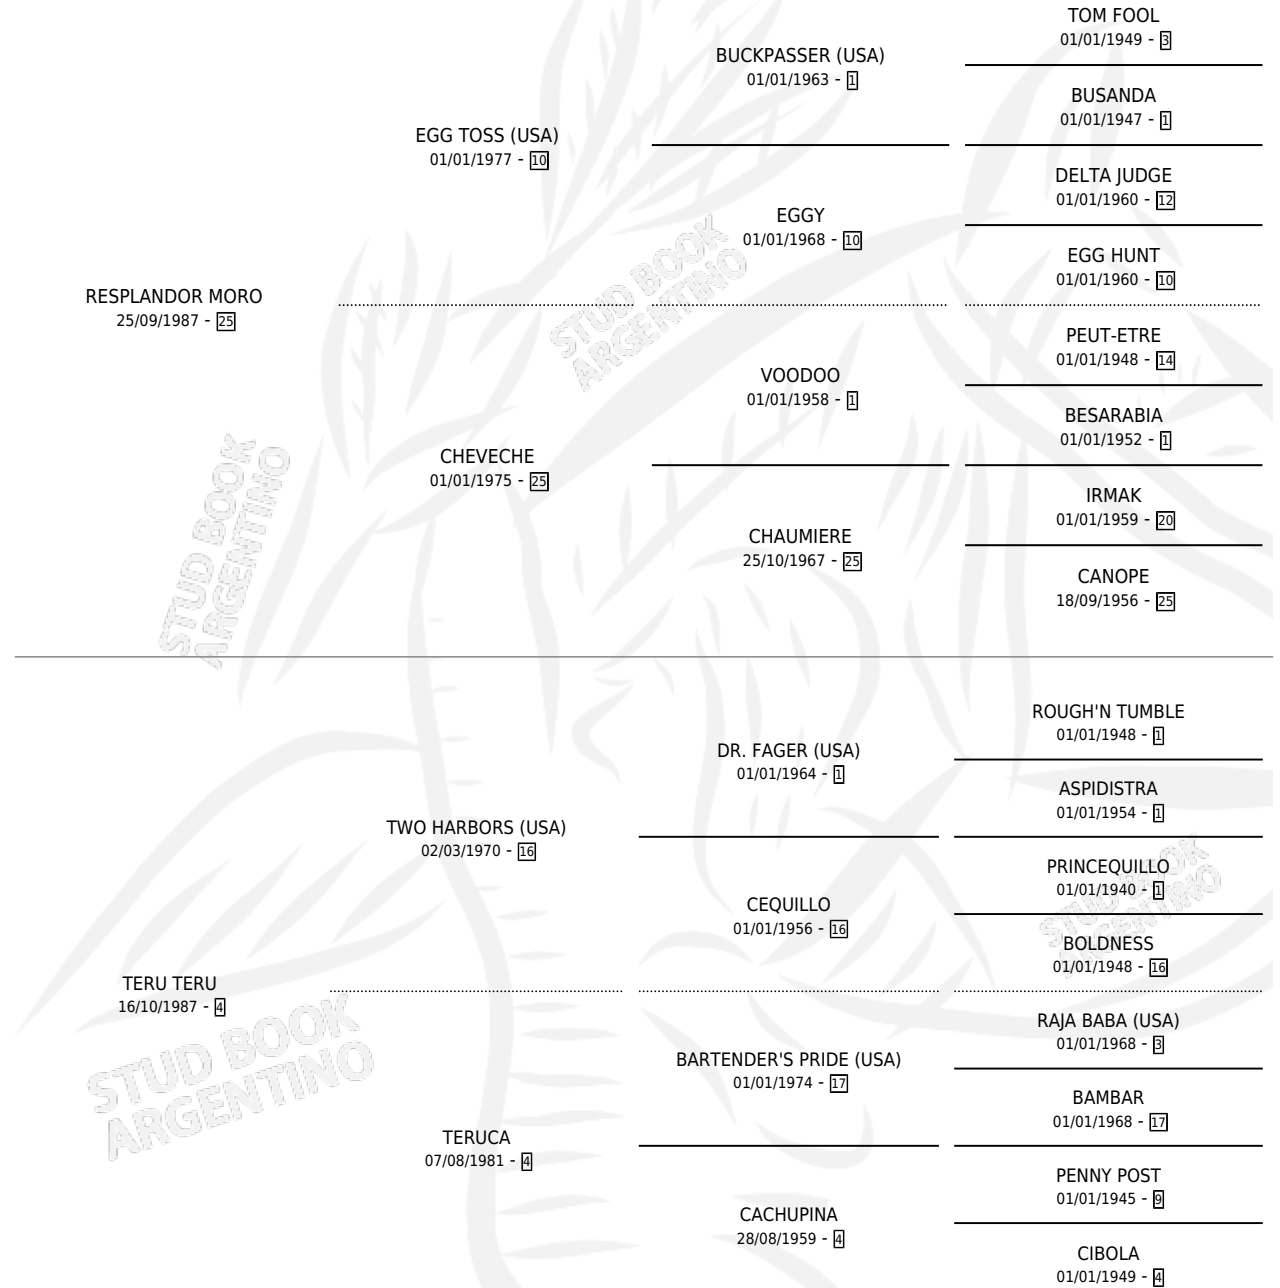 TOM FOOL
01/01/1949 - 3
BUCKPASSER (USA)
01/01/1963 - 1
BUSANDA
01/01/1947 - 1
EGG TOSS (USA)
01/01/1977 - 10
DELTA JUDGE
01/01/1960 - 12
EGGY
01/01/1968 - 10
EGG HUNT
01/01/1960 - 10
RESPLANDOR MORO
25/09/1987 - 25
PEUT-ETRE
01/01/1948 - 14
VOODOO
01/01/1958 - 1
BESARABIA
01/01/1952 - 1
CHEVECHE
01/01/1975 - 25
IRMAK
01/01/1959 - 20
CHAUMIERE
25/10/1967 - 25
CANOPE
18/09/1956 - 25
STUD BOOK
ARGENTINO
STUD BOOK
ARGENTINO
ROUGH'N TUMBLE
01/01/1948 - 1
DR. FAGER (USA)
01/01/1964 - 1
ASPIDISTRA
01/01/1954 - 1
TWO HARBORS (USA)
02/03/1970 - 16
PRINCEQUILLO
01/01/1940 - 1
CEQUILLO
01/01/1956 - 16
BOLDNESS
01/01/1948 - 16
TERU TERU
16/10/1987 - 4
RAJA BABA (USA)
01/01/1968 - 3
BARTENDER'S PRIDE (USA)
01/01/1974 - 17
BAMBAR
01/01/1968 - 17
TERUCA
07/08/1981 - 4
PENNY POST
01/01/1945 - 9
CACHUPINA
28/08/1959 - 4
CIBOLA
01/01/1949 - 4
STUD BOOK
ARGENTINO
STUD BOOK
ARGENTINO